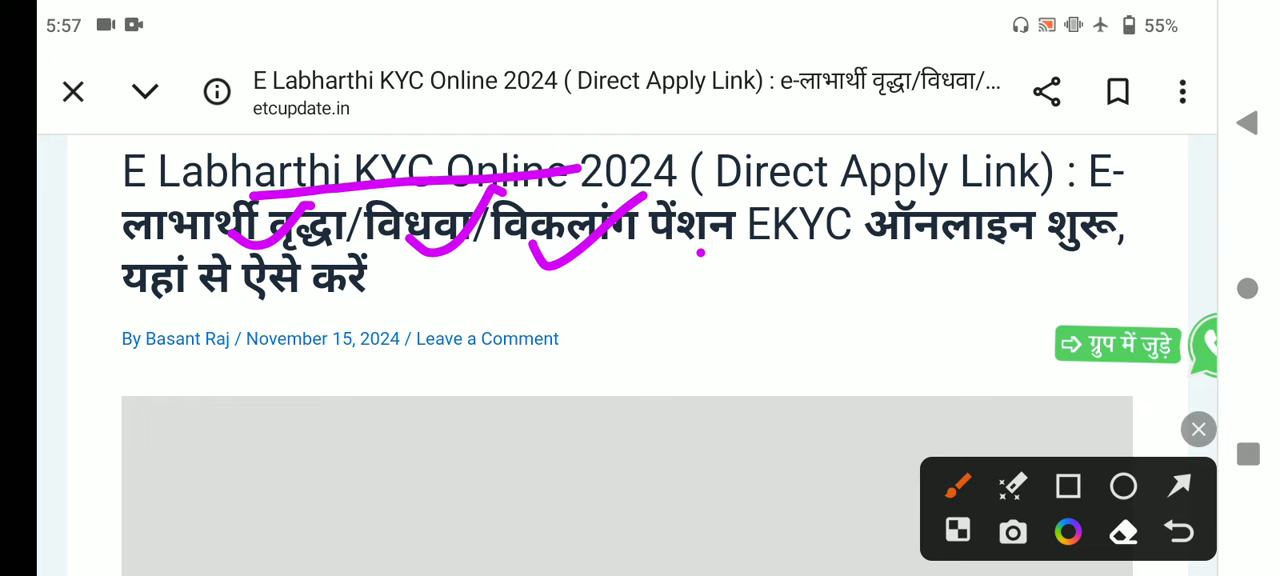 5:57
55%
E Labharthi KYC Online 2024 ( Direct Apply Link) : e-लाभार्थी वृद्धा/विधवा/...
etcupdate.in
E Labharthi KYC Online 2024 ( Direct Apply Link) : E-
लाभार्थी वृद्धा/विधवा/विकलांग पेंशन EKYC ऑनलाइन शुरू,
यहां से ऐसे करें
By Basant Raj / November 15, 2024 / Leave a Comment
⇨ ग्रुप में जुड़े